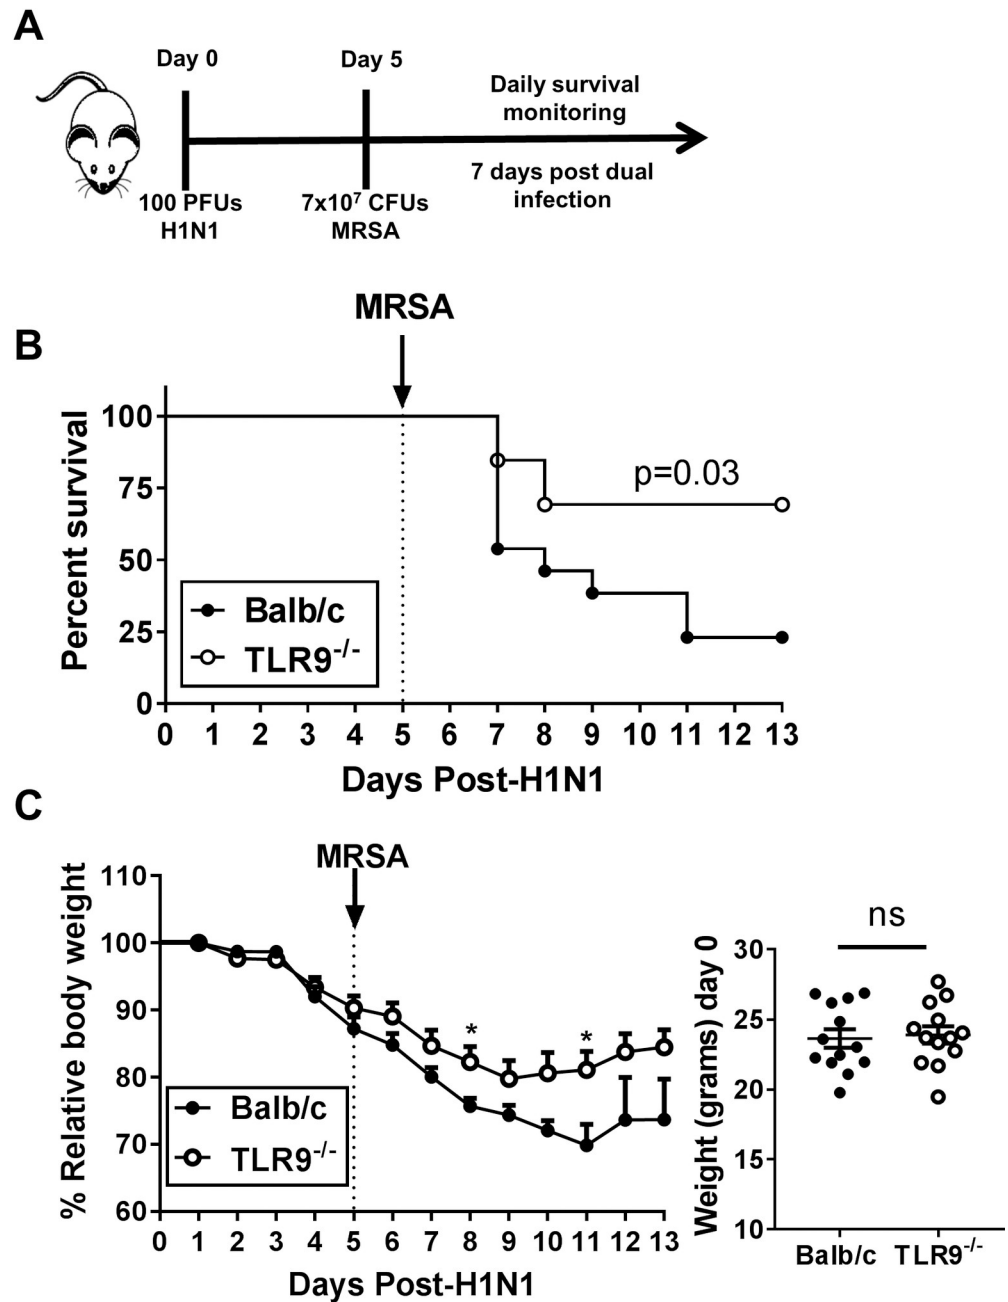 A
Day 0
Day 5
Daily survival
monitoring
100 PFUs
H1N1
7x10⁷ CFUs
MRSA
7 days post dual
infection
B
MRSA
Percent survival
100
75
50
25
0
p=0.03
Balb/c
TLR9⁻/⁻
0 1 2 3 4 5 6 7 8 9 10 11 12 13
Days Post-H1N1
C
MRSA
% Relative body weight
110
100
90
80
70
60
* *
Balb/c
TLR9⁻/⁻
0 1 2 3 4 5 6 7 8 9 10 11 12 13
Days Post-H1N1
ns
Weight (grams) day 0
30
25
20
15
10
Balb/c TLR9⁻/⁻